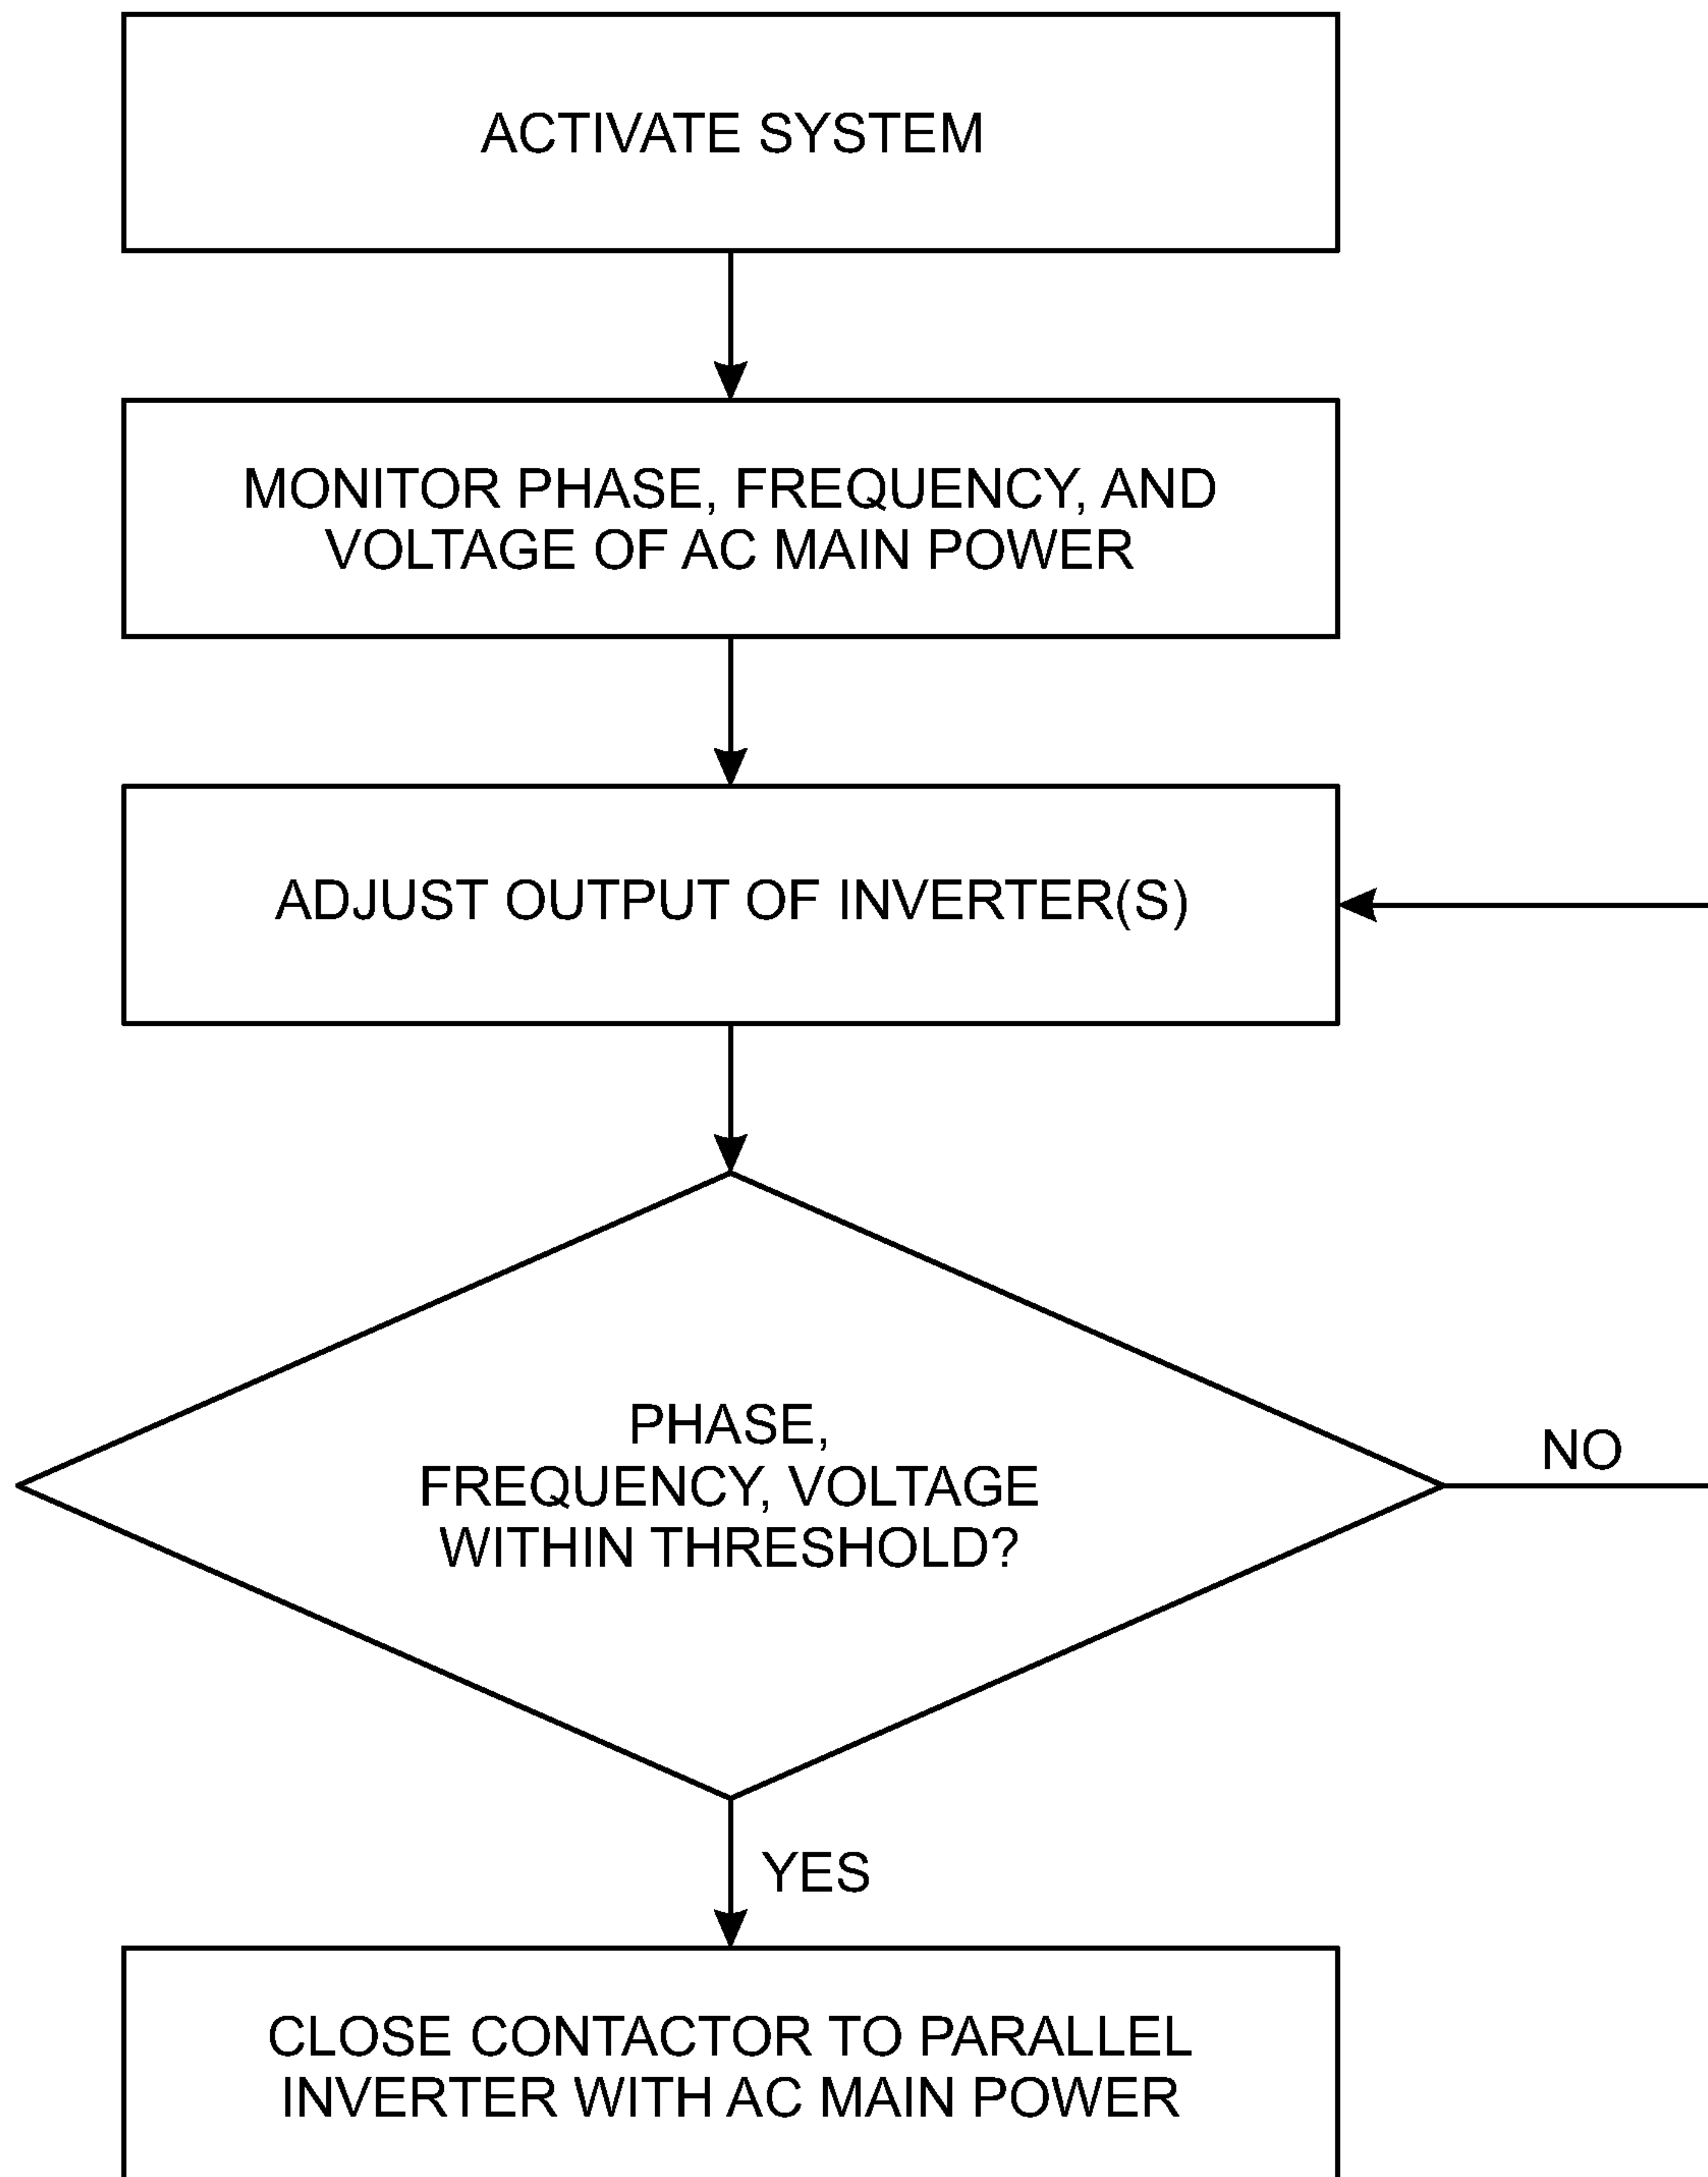 ACTIVATE SYSTEM
MONITOR PHASE, FREQUENCY, AND
VOLTAGE OF AC MAIN POWER
ADJUST OUTPUT OF INVERTER(S)
PHASE,
FREQUENCY, VOLTAGE
WITHIN THRESHOLD?
NO
YES
CLOSE CONTACTOR TO PARALLEL
INVERTER WITH AC MAIN POWER